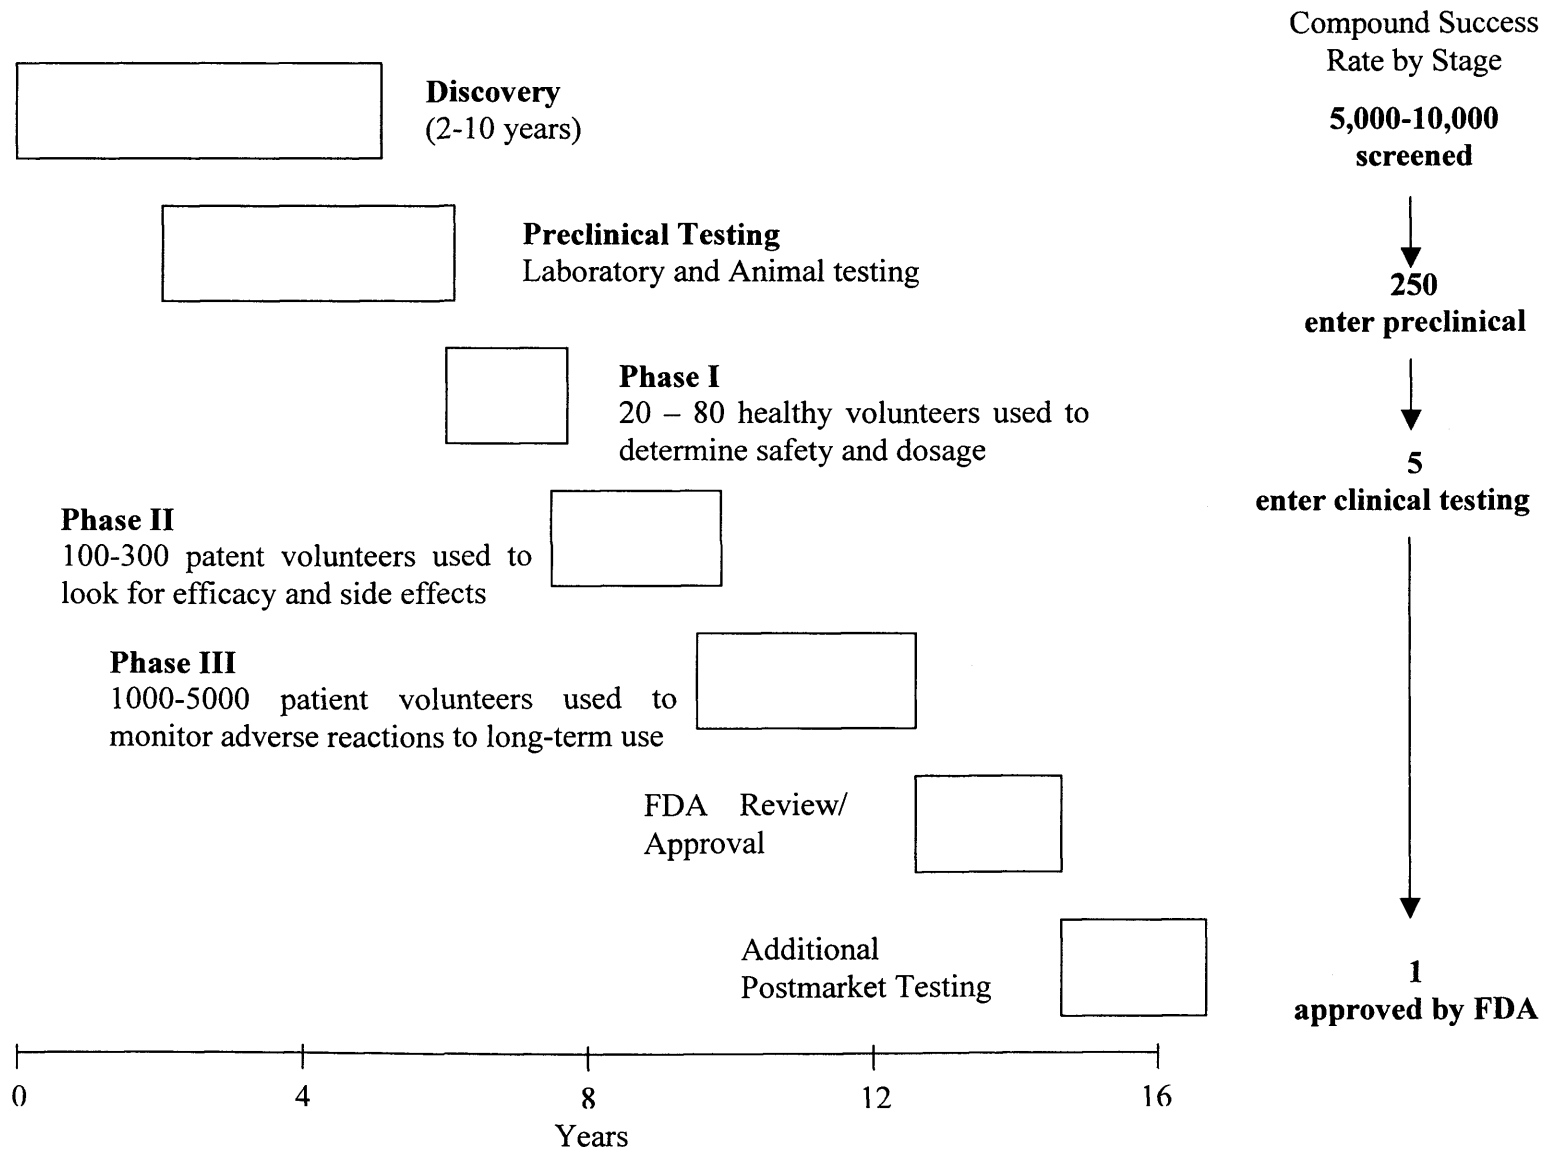 Compound Success
Rate by Stage
Discovery
(2-10 years)
5,000-10,000
screened
Preclinical Testing
Laboratory and Animal testing
250
enter preclinical
Phase I
20 – 80 healthy volunteers used to
determine safety and dosage
5
enter clinical testing
Phase II
100-300 patent volunteers used to
look for efficacy and side effects
Phase III
1000-5000 patient volunteers used to
monitor adverse reactions to long-term use
FDA Review/
Approval
Additional
Postmarket Testing
1
approved by FDA
0 4 8 12 16
Years